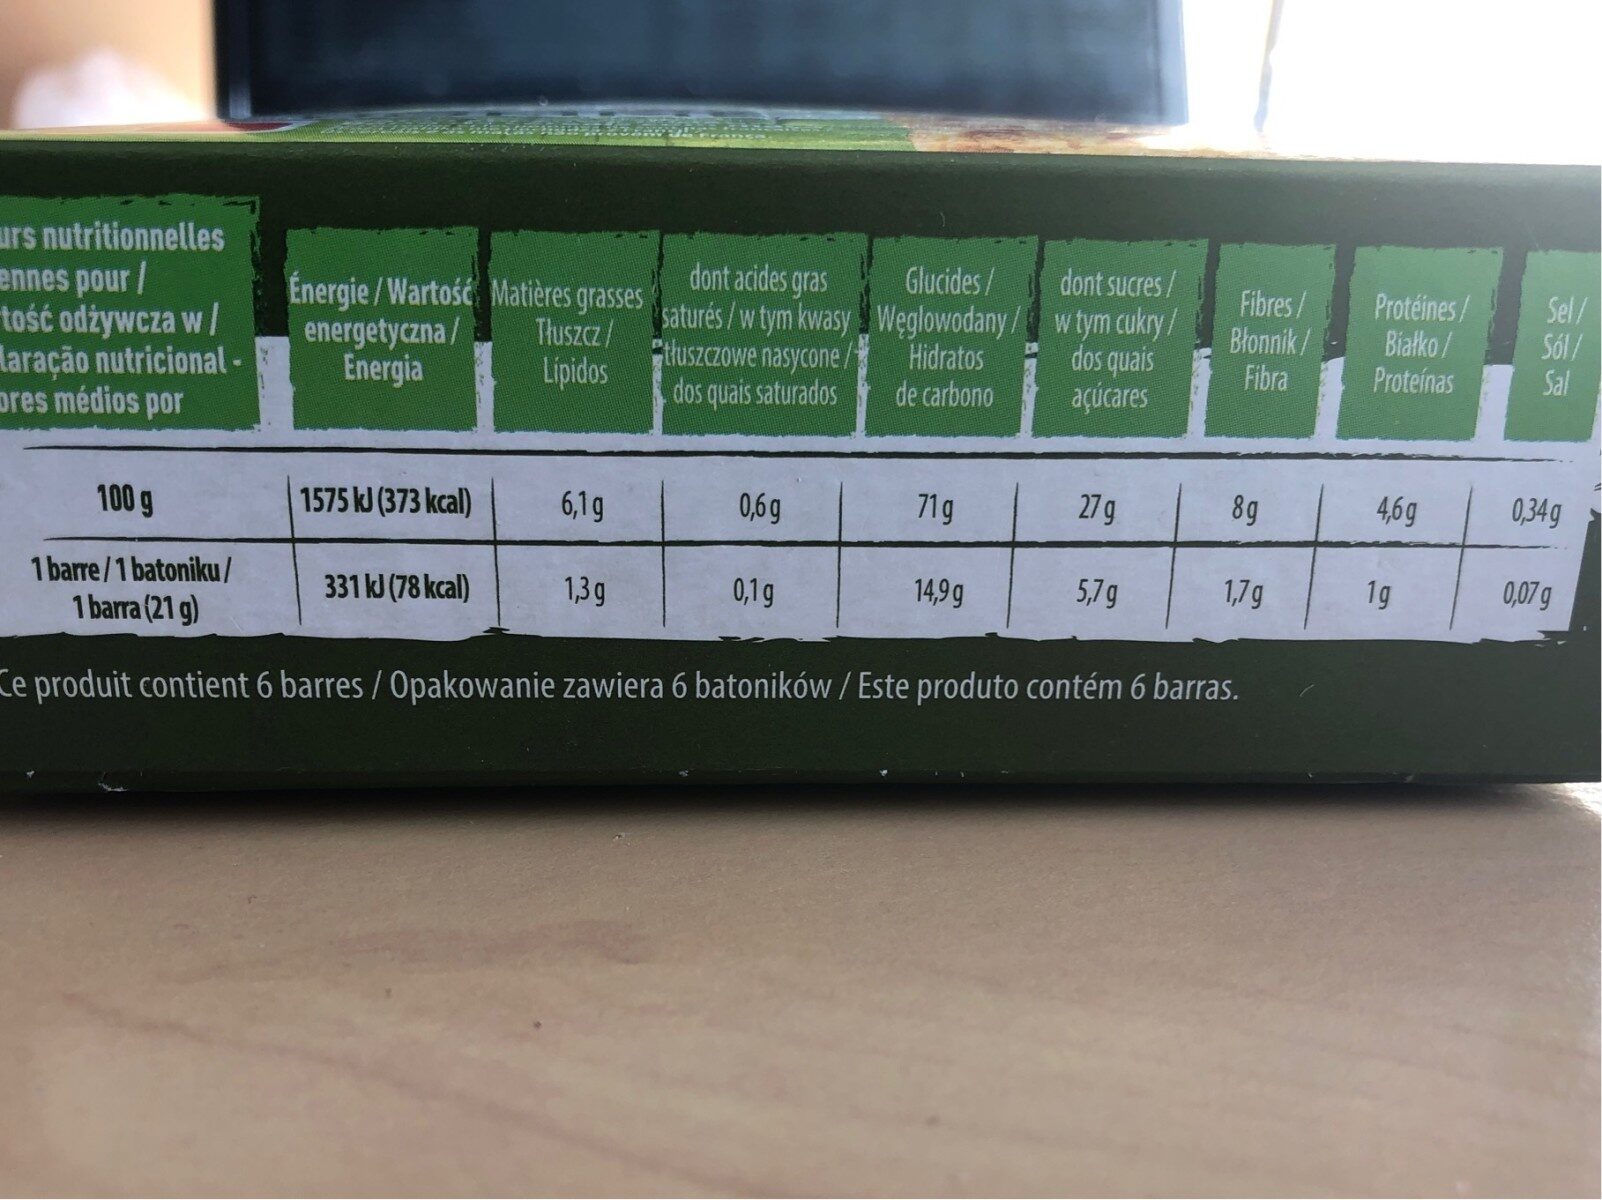 nutritionnelles
pour /
odżywcza w /
nutricional -
médios por
Énergie / Wartość
energetyczna /
Energia
Matières grasses
Tłuszcz /
Lípidos
dont acides gras
saturés / w tym kwasy
tłuszczowe nasycone /
dos quais saturados
Glucides /
Węglowodany /
Hidratos
de carbono
dont sucres /
w tym cukry /
dos quais
açúcares
Fibres /
Błonnik /
Fibra
Protéines /
Białko /
Proteínas
Sel /
Sól /
Sal
100 g 1575 kJ (373 kcal) 6,1 g 0,6 g 71 g 27 g 8 g 4,6 g 0,34 g
1 barre / 1 batoniku /
1 barra (21 g) 331 kJ (78 kcal) 1,3 g 0,1 g 14,9 g 5,7 g 1,7 g 1 g 0,07 g
Ce produit contient 6 barres / Opakowanie zawiera 6 batoników / Este produto contém 6 barras.